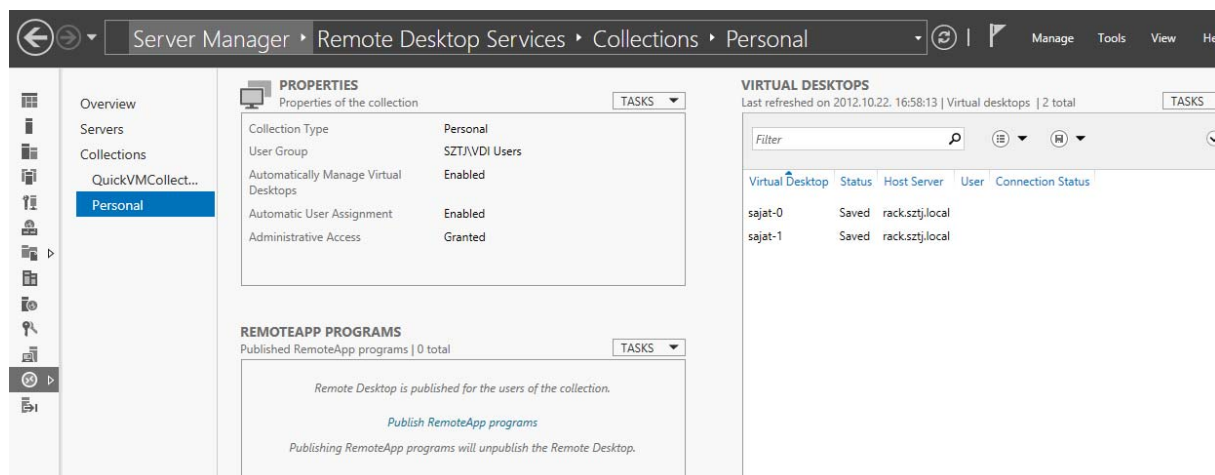 Server Manager ‣ Remote Desktop Services ‣ Collections ‣ Personal
Manage Tools View He
Overview
Servers
Collections
QuickVMCollect...
Personal
PROPERTIES
Properties of the collection
TASKS
Collection Type Personal
User Group SZTJ\VDI Users
Automatically Manage Virtual Enabled
Desktops
Automatic User Assignment Enabled
Administrative Access Granted
REMOTEAPP PROGRAMS
Published RemoteApp programs | 0 total
TASKS
Remote Desktop is published for the users of the collection.
Publish RemoteApp programs
Publishing RemoteApp programs will unpublish the Remote Desktop.
VIRTUAL DESKTOPS
Last refreshed on 2012.10.22. 16:58:13 | Virtual desktops | 2 total
TASKS
Filter
Virtual Desktop Status Host Server User Connection Status
sajat-0 Saved rack.sztj.local
sajat-1 Saved rack.sztj.local